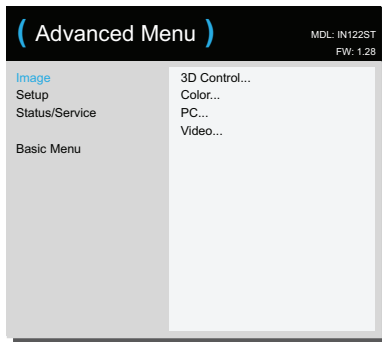 ( Advanced Menu )
MDL: IN122ST
FW: 1.28
Image
Setup
Status/Service
Basic Menu
3D Control...
Color...
PC...
Video...